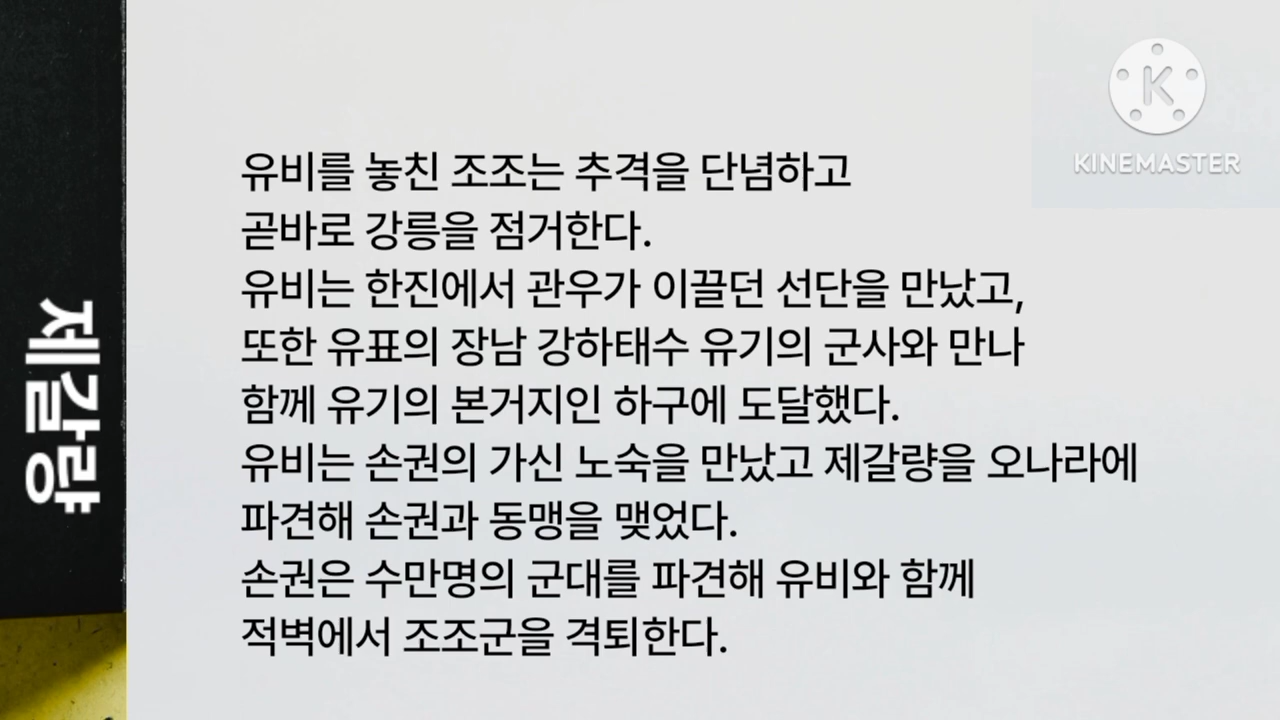 제갈량
KINEMASTER
유비를 놓친 조조는 추격을 단념하고
곧바로 강릉을 점거한다.
유비는 한진에서 관우가 이끌던 선단을 만났고,
또한 유표의 장남 강하태수 유기의 군사와 만나
함께 유기의 본거지인 하구에 도달했다.
유비는 손권의 가신 노숙을 만났고 제갈량을 오나라에
파견해 손권과 동맹을 맺었다.
손권은 수만명의 군대를 파견해 유비와 함께
적벽에서 조조군을 격퇴한다.